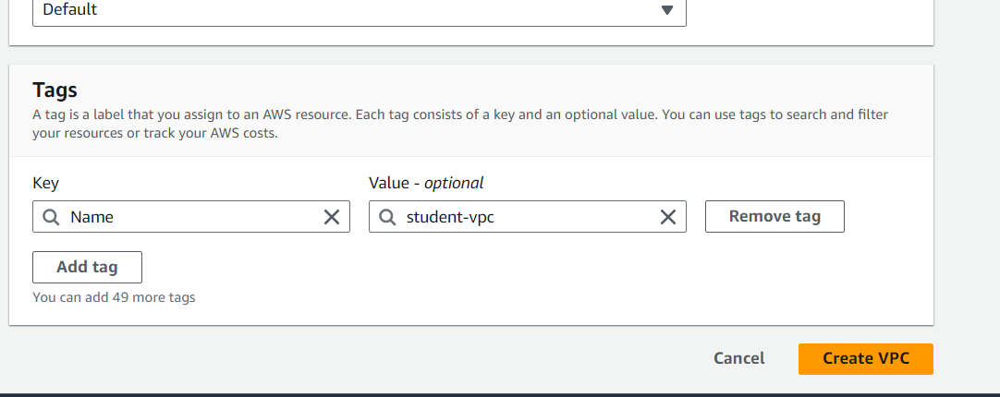 Default
Tags
A tag is a label that you assign to an AWS resource. Each tag consists of a key and an optional value. You can use tags to search and filter
your resources or track your AWS costs.
Key
Value - optional
Name
student-vpc
Remove tag
Add tag
You can add 49 more tags
Cancel
Create VPC